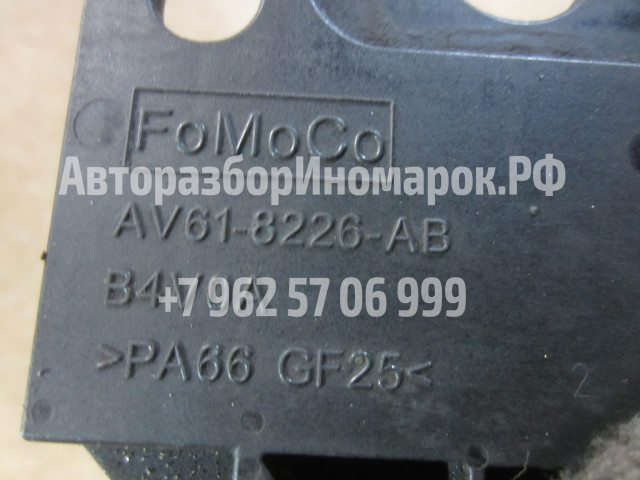 FoMoCo
АвторазборИномарок.РФ
AV61-8226-AB
+7 962 57 06 999
>PA66 GF25<